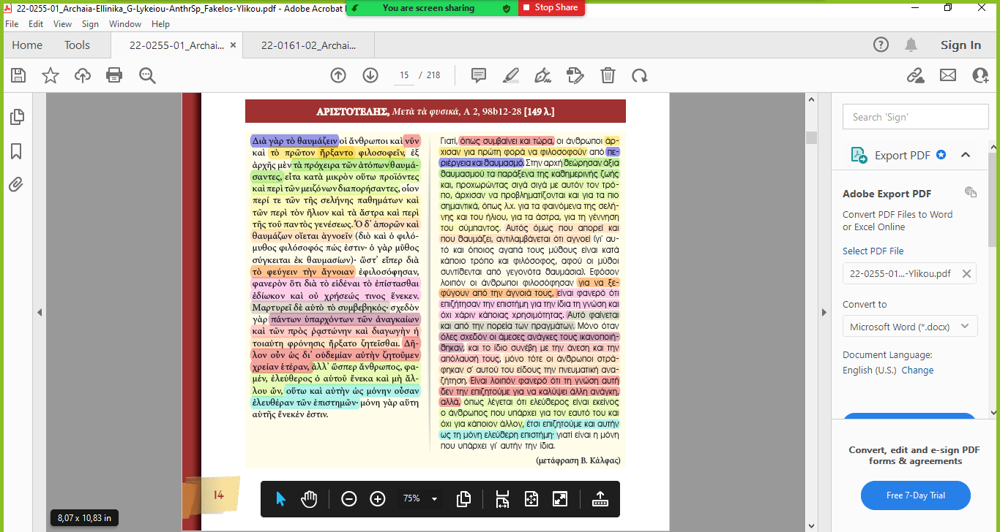 22-0255-01_Archaia-Ellinika_G-Lykeiou-AnthrSp_Fakelos-Ylikou.pdf - Adobe Acrobat
You are screen sharing
Stop Share
File Edit View Sign Window Help
Home Tools 22-0255-01_Archai... × 22-0161-02_Archai... Sign In
15 / 218
ΑΡΙΣΤΟΤΕΛΗΣ, Μετὰ τὰ φυσικά, Α 2, 98b12-28 [149 λ.]
Διὰ γὰρ τὸ θαυμάζειν οἱ ἄνθρωποι καὶ νῦν
καὶ τὸ πρῶτον ἤρξαντο φιλοσοφεῖν, ἐξ
ἀρχῆς μὲν τὰ πρόχειρα τῶν ἀτόπων θαυμά-
σαντες, εἶτα κατὰ μικρὸν οὕτω προϊόντες
καὶ περὶ τῶν μειζόνων διαπορήσαντες, οἷον
περί τε τῶν τῆς σελήνης παθημάτων καὶ
τῶν περὶ τὸν ἥλιον καὶ τὰ ἄστρα καὶ περὶ
τῆς τοῦ παντὸς γενέσεως. Ὁ δ’ ἀπορῶν καὶ
θαυμάζων οἴεται ἀγνοεῖν (διὸ καὶ ὁ φιλό-
μυθος φιλόσοφός πώς ἐστιν· ὁ γὰρ μῦθος
σύγκειται ἐκ θαυμασίων)· ὥστ’ εἴπερ διὰ
τὸ φεύγειν τὴν ἄγνοιαν ἐφιλοσόφησαν,
φανερὸν ὅτι διὰ τὸ εἰδέναι τὸ ἐπίστασθαι
ἐδίωκον καὶ οὐ χρήσεώς τινος ἕνεκεν.
Μαρτυρεῖ δὲ αὐτὸ τὸ συμβεβηκός· σχεδὸν
γὰρ πάντων ὑπαρχόντων τῶν ἀναγκαίων
καὶ τῶν πρὸς ῥᾳστώνην καὶ διαγωγὴν ἡ
τοιαύτη φρόνησις ἤρξατο ζητεῖσθαι. Δῆ-
λον οὖν ὡς δι’ οὐδεμίαν αὐτὴν ζητοῦμεν
χρείαν ἑτέραν, ἀλλ’ ὥσπερ ἄνθρωπος, φα-
μέν, ἐλεύθερος ὁ αὑτοῦ ἕνεκα καὶ μὴ ἄλ-
λου ὤν, οὕτω καὶ αὐτὴν ὡς μόνην οὖσαν
ἐλευθέραν τῶν ἐπιστημῶν· μόνη γὰρ αὕτη
αὑτῆς ἕνεκέν ἐστιν.
Γιατί, όπως συμβαίνει και τώρα, οι άνθρωποι άρ-
χισαν για πρώτη φορά να φιλοσοφούν από πε-
ριέργεια και θαυμασμό. Στην αρχή θεώρησαν άξια
θαυμασμού τα παράξενα της καθημερινής ζωής
και, προχωρώντας σιγά σιγά με αυτόν τον τρό-
πο, άρχισαν να προβληματίζονται και για τα πιο
σημαντικά, όπως λ.χ. για τα φαινόμενα της σελή-
νης και του ήλιου, για τα άστρα, για τη γέννηση
του σύμπαντος. Αυτός όμως που απορεί και
που θαυμάζει, αντιλαμβάνεται ότι αγνοεί (γι’ αυ-
τό και όποιος αγαπά τους μύθους είναι κατά
κάποιο τρόπο και φιλόσοφος, αφού οι μύθοι
συντίθενται από γεγονότα θαυμάσια). Εφόσον
λοιπόν οι άνθρωποι φιλοσόφησαν για να ξε-
φύγουν από την άγνοιά τους, είναι φανερό ότι
επιζήτησαν την επιστήμη για την ίδια τη γνώση και
όχι χάριν κάποιας χρησιμότητας. Αυτό φαίνεται
και από την πορεία των πραγμάτων. Μόνο όταν
όλες σχεδόν οι άμεσες ανάγκες τους ικανοποιή-
θηκαν, και το ίδιο συνέβη με την άνεση και την
απόλαυσή τους, μόνο τότε οι άνθρωποι στρά-
φηκαν σ’ αυτού του είδους την πνευματική ανα-
ζήτηση. Είναι λοιπόν φανερό ότι τη γνώση αυτή
δεν την επιζητούμε για να καλύψει άλλη ανάγκη,
αλλά, όπως λέγεται ότι ελεύθερος είναι εκείνος
ο άνθρωπος που υπάρχει για τον εαυτό του και
όχι για κάποιον άλλον, έτσι επιζητούμε και αυτήν
ως τη μόνη ελεύθερη επιστήμη· γιατί είναι η μόνη
που υπάρχει γι’ αυτήν την ίδια.
(μετάφραση Β. Κάλφας)
14
75%
8,07 x 10,83 in
Search 'Sign'
Export PDF
Adobe Export PDF
Convert PDF Files to Word
or Excel Online
Select PDF File
22-0255-01...-Ylikou.pdf
Convert to
Microsoft Word (*.docx)
Document Language:
English (U.S.) Change
Convert, edit and e-sign PDF
forms & agreements
Free 7-Day Trial